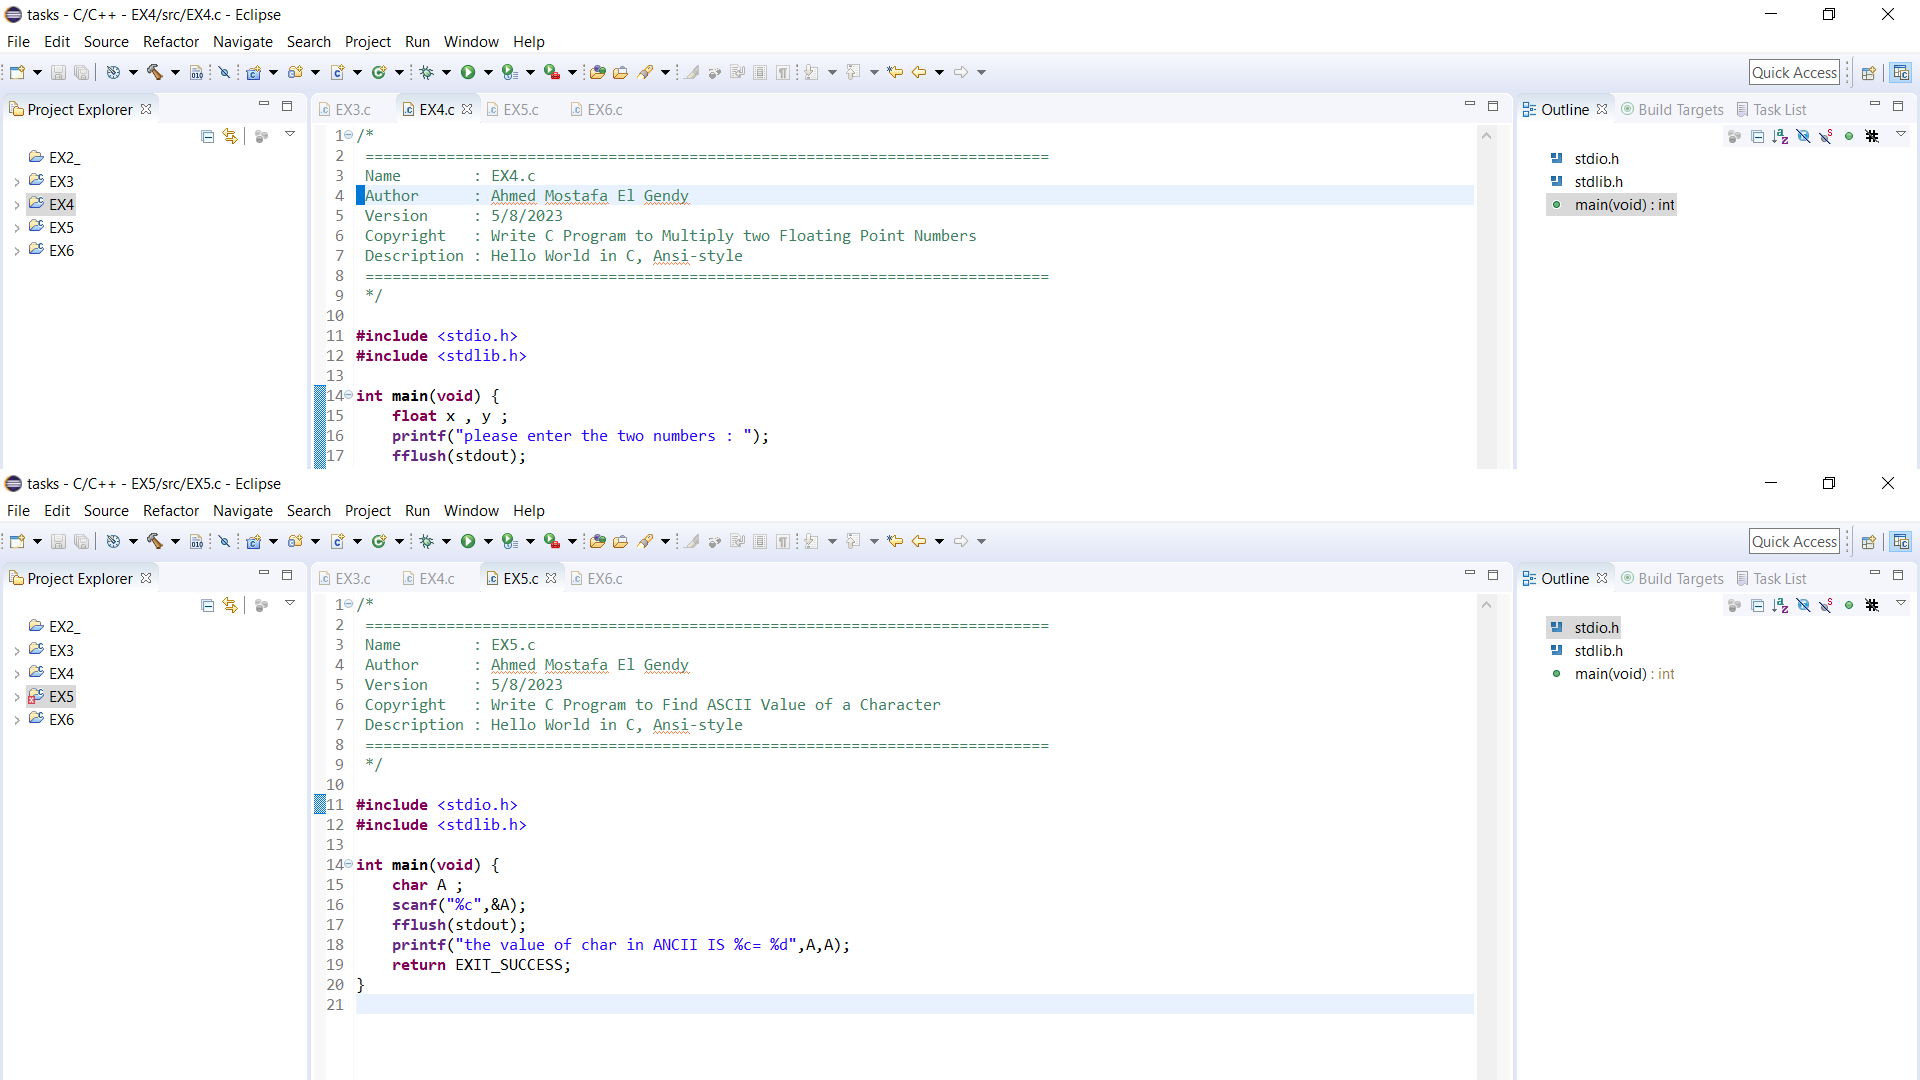 tasks - C/C++ - EX4/src/EX4.c - Eclipse
File Edit Source Refactor Navigate Search Project Run Window Help
Quick Access
Project Explorer
EX3.c EX4.c EX5.c EX6.c
Outline Build Targets Task List
EX2_
EX3
EX4
EX5
EX6
1 /*
2 ============================================================================
3 Name : EX4.c
4 Author : Ahmed Mostafa El Gendy
5 Version : 5/8/2023
6 Copyright : Write C Program to Multiply two Floating Point Numbers
7 Description : Hello World in C, Ansi-style
8 ============================================================================
9 */
10
11 #include <stdio.h>
12 #include <stdlib.h>
13
14 int main(void) {
15 float x , y ;
16 printf("please enter the two numbers : ");
17 fflush(stdout);
stdio.h
stdlib.h
main(void) : int
tasks - C/C++ - EX5/src/EX5.c - Eclipse
File Edit Source Refactor Navigate Search Project Run Window Help
Quick Access
Project Explorer
EX3.c EX4.c EX5.c EX6.c
Outline Build Targets Task List
EX2_
EX3
EX4
EX5
EX6
1 /*
2 ============================================================================
3 Name : EX5.c
4 Author : Ahmed Mostafa El Gendy
5 Version : 5/8/2023
6 Copyright : Write C Program to Find ASCII Value of a Character
7 Description : Hello World in C, Ansi-style
8 ============================================================================
9 */
10
11 #include <stdio.h>
12 #include <stdlib.h>
13
14 int main(void) {
15 char A ;
16 scanf("%c",&A);
17 fflush(stdout);
18 printf("the value of char in ANCII IS %c= %d",A,A);
19 return EXIT_SUCCESS;
20 }
21
stdio.h
stdlib.h
main(void) : int